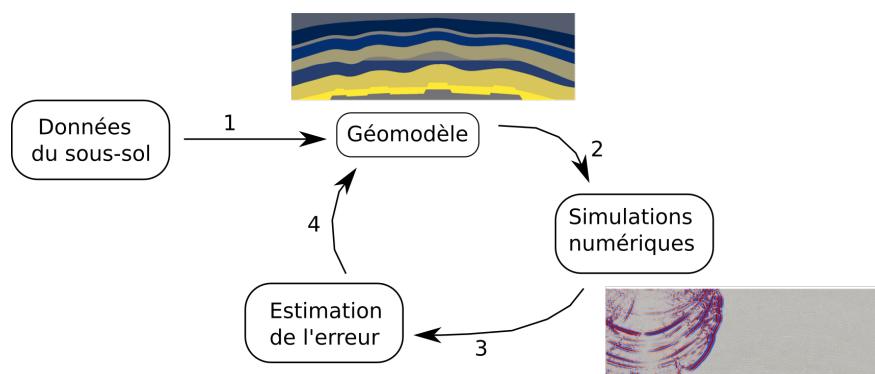 Données
du sous-sol
1
Géomodèle
2
Simulations
numériques
3
Estimation
de l'erreur
4